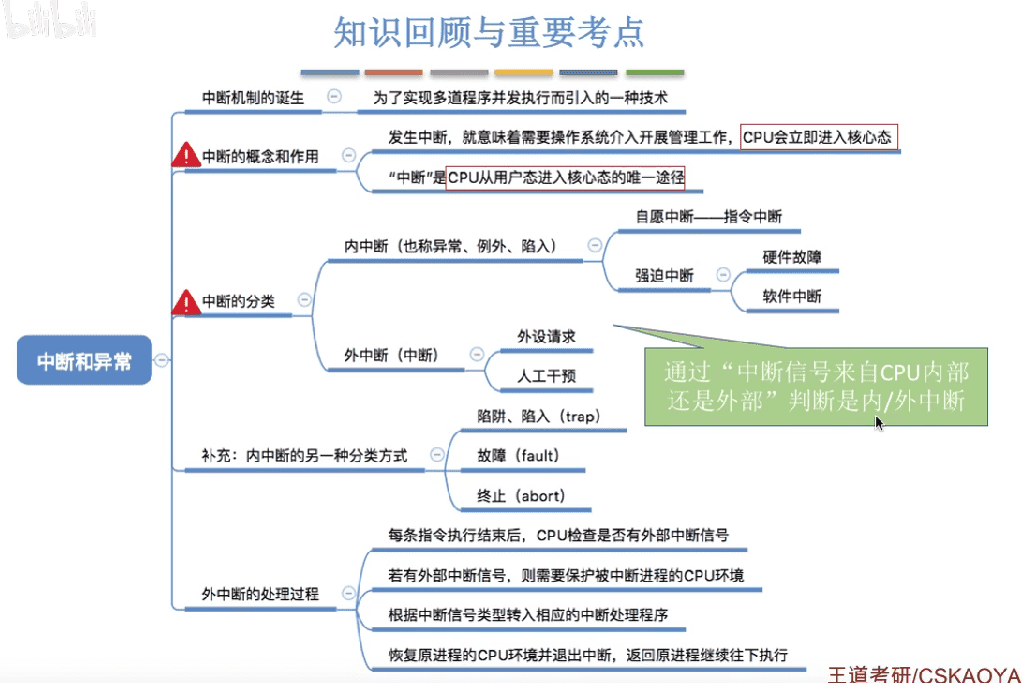 bilibili
知识回顾与重要考点
中断机制的诞生
为了实现多道程序并发执行而引入的一种技术
中断的概念和作用
发生中断，就意味着需要操作系统介入开展管理工作，CPU会立即进入核心态
“中断”是CPU从用户态进入核心态的唯一途径
中断和异常
中断的分类
内中断（也称异常、例外、陷入）
自愿中断——指令中断
强迫中断
硬件故障
软件中断
外中断（中断）
外设请求
人工干预
通过“中断信号来自CPU内部
还是外部”判断是内/外中断
补充：内中断的另一种分类方式
陷阱、陷入（trap）
故障（fault）
终止（abort）
外中断的处理过程
每条指令执行结束后，CPU检查是否有外部中断信号
若有外部中断信号，则需要保护被中断进程的CPU环境
根据中断信号类型转入相应的中断处理程序
恢复原进程的CPU环境并退出中断，返回原进程继续往下执行
王道考研/CSKAOYA